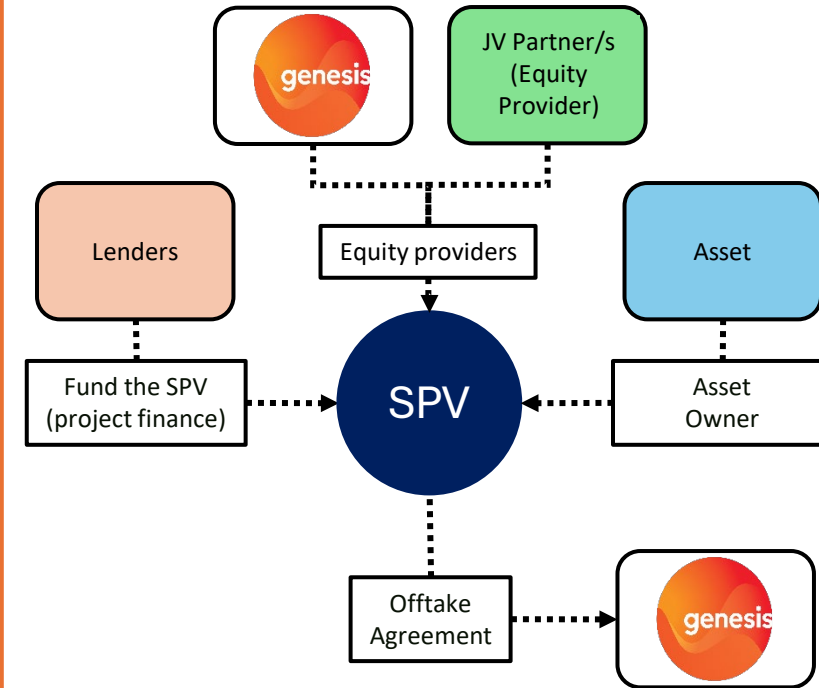 genesis
JV Partner/s
(Equity
Provider)
Lenders
Equity providers
Asset
Fund the SPV
(project finance)
SPV
Asset
Owner
Offtake
Agreement
genesis